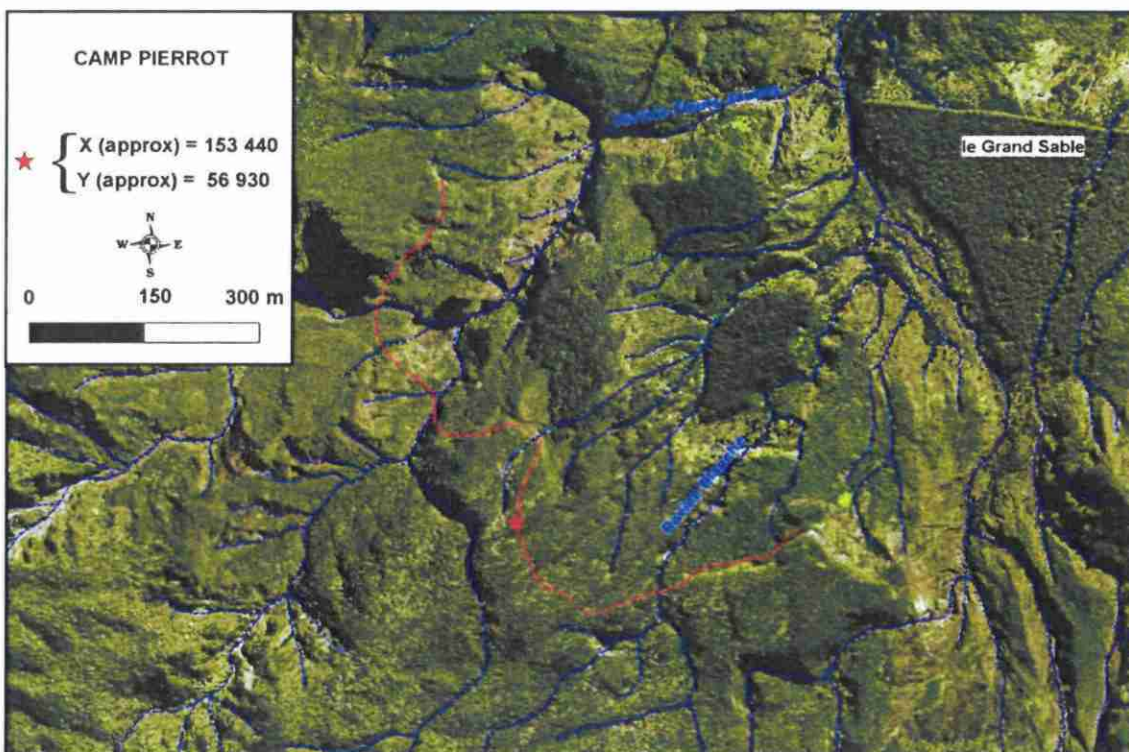 CAMP PIERROT
X (approx) = 153 440
Y (approx) = 56 930
N
W E
S
0 150 300 m
le Grand Sable